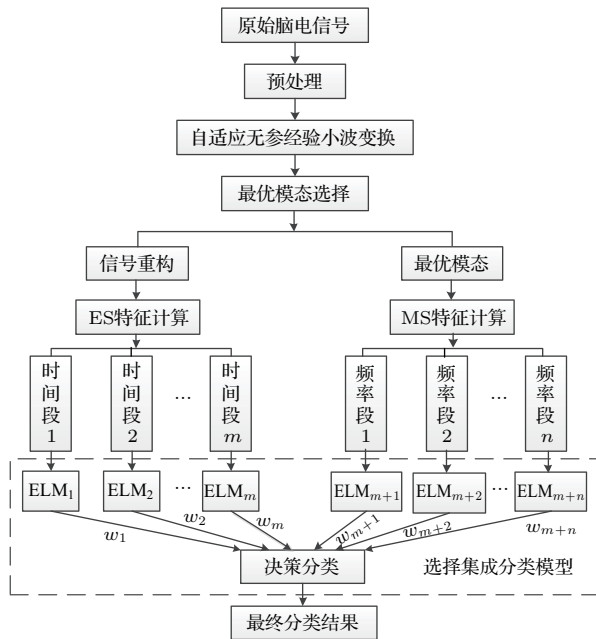 原始脑电信号
预处理
自适应无参经验小波变换
最优模态选择
信号重构
最优模态
ES特征计算
MS特征计算
时间段1
时间段2
...
时间段m
频率段1
频率段2
...
频率段n
ELM₁
ELM₂
...
ELMₘ
ELMₘ₊₁
ELMₘ₊₂
...
ELMₘ₊ₙ
w₁
w₂
wₘ
wₘ₊₁
wₘ₊₂
wₘ₊ₙ
决策分类
选择集成分类模型
最终分类结果